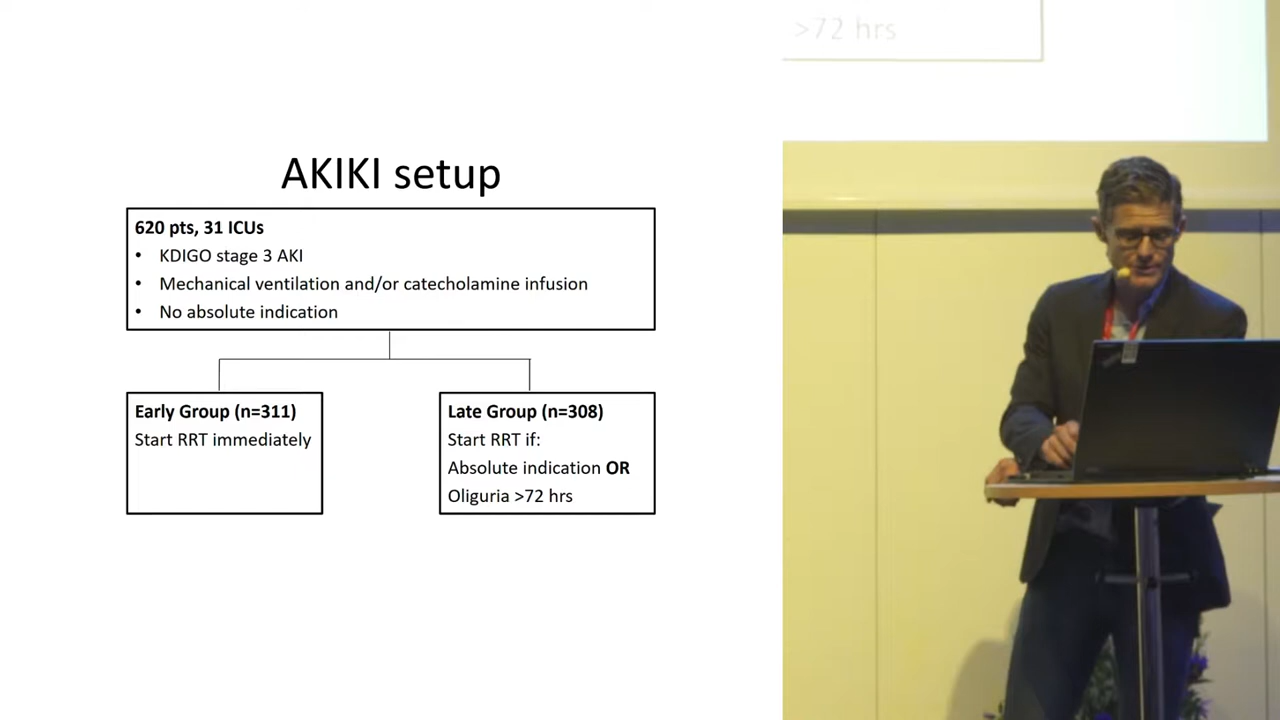 AKIKI setup
620 pts, 31 ICUs
• KDIGO stage 3 AKI
• Mechanical ventilation and/or catecholamine infusion
• No absolute indication
Early Group (n=311)
Start RRT immediately
Late Group (n=308)
Start RRT if:
Absolute indication OR
Oliguria >72 hrs
>72 hrs